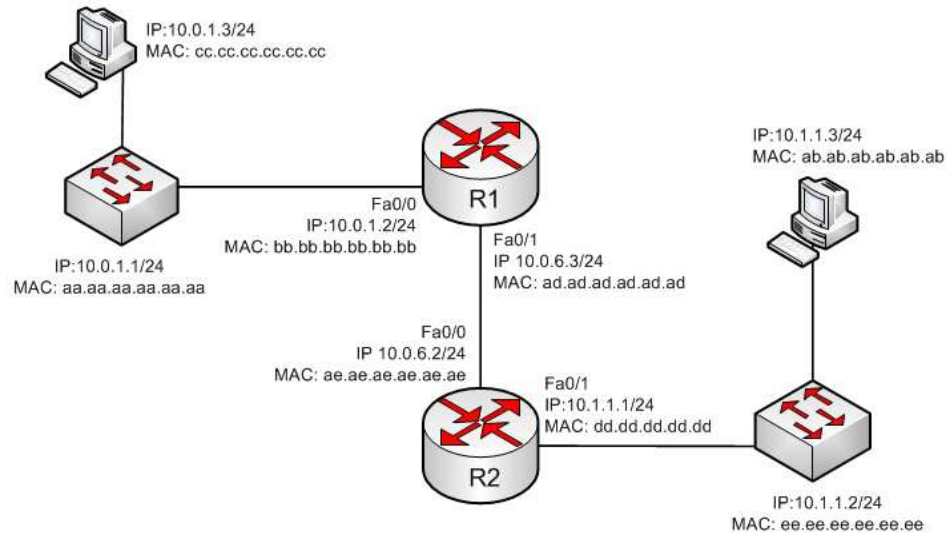 IP:10.0.1.3/24
MAC: cc.cc.cc.cc.cc.cc
IP:10.0.1.1/24
MAC: aa.aa.aa.aa.aa.aa
Fa0/0
IP:10.0.1.2/24
MAC: bb.bb.bb.bb.bb.bb
R1
Fa0/1
IP 10.0.6.3/24
MAC: ad.ad.ad.ad.ad.ad
IP:10.1.1.3/24
MAC: ab.ab.ab.ab.ab.ab
Fa0/0
IP 10.0.6.2/24
MAC: ae.ae.ae.ae.ae.ae
R2
Fa0/1
IP:10.1.1.1/24
MAC: dd.dd.dd.dd.dd
IP:10.1.1.2/24
MAC: ee.ee.ee.ee.ee.ee